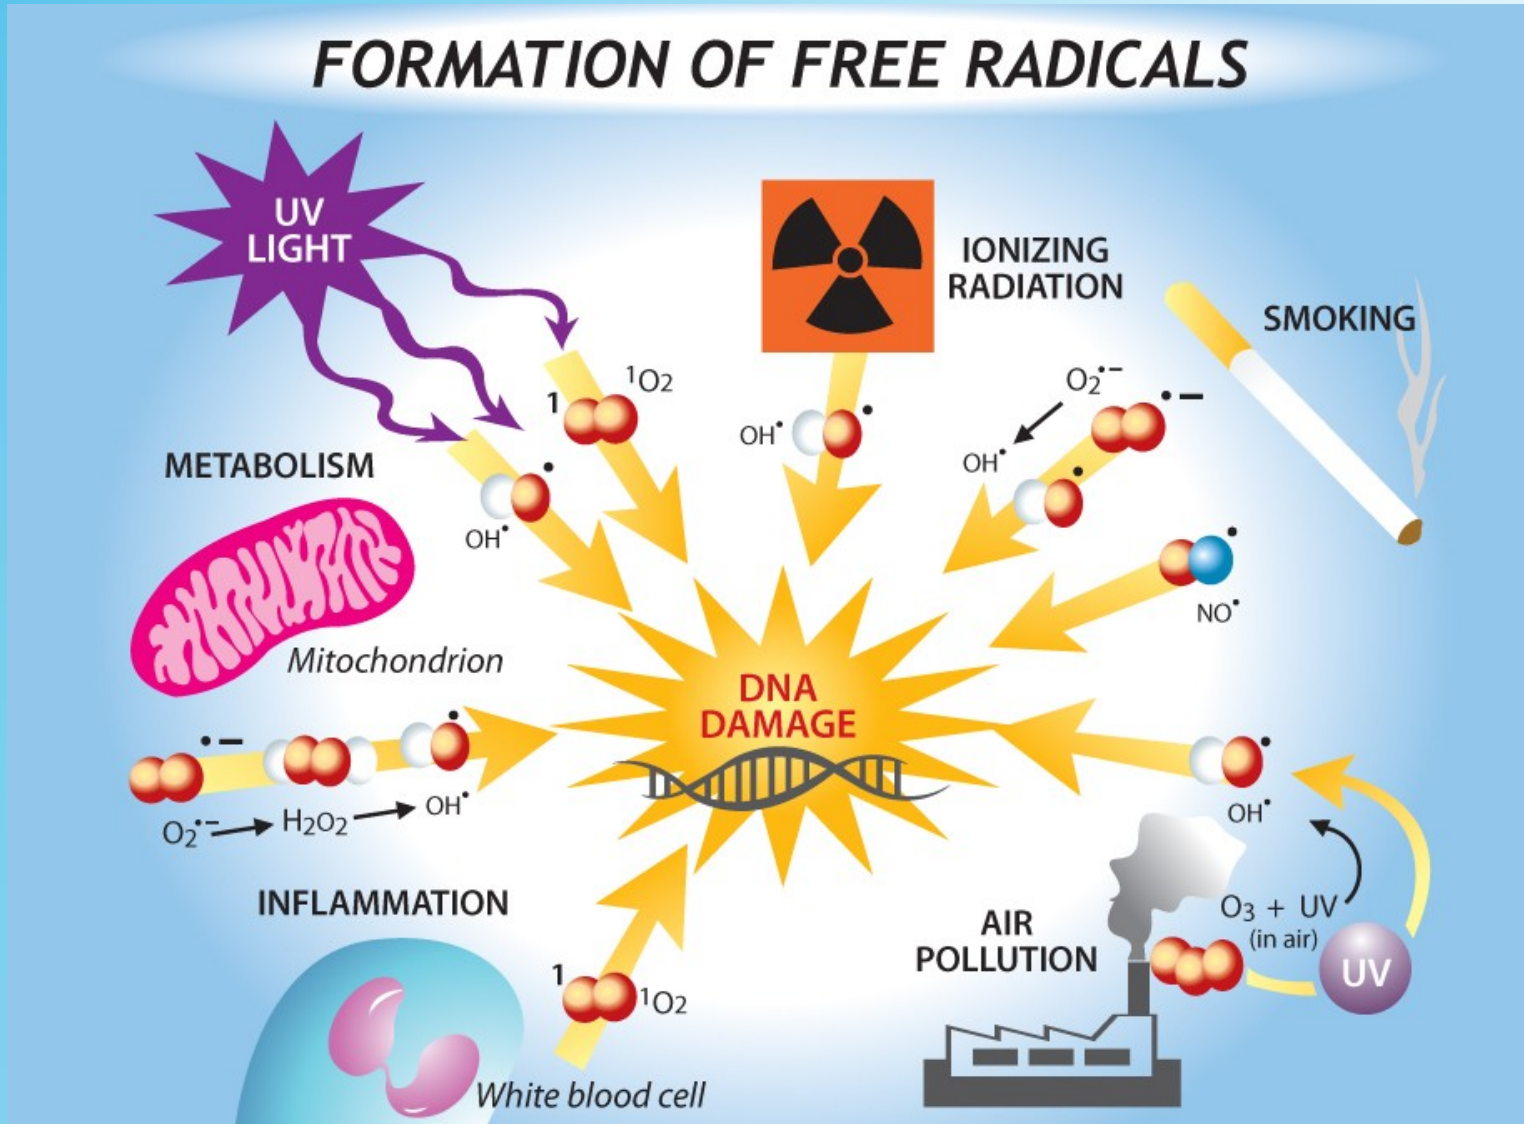 FORMATION OF FREE RADICALS
UV
LIGHT
IONIZING
RADIATION
SMOKING
1
¹O₂
OH•
O₂•–
• –
OH•
METABOLISM
OH•
NO•
Mitochondrion
DNA
DAMAGE
• –
O₂•–
H₂O₂
OH•
OH•
INFLAMMATION
AIR
POLLUTION
O₃ + UV
(in air)
UV
1
¹O₂
White blood cell